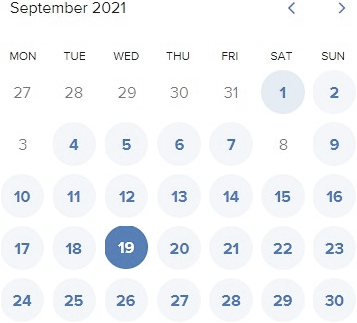 September 2021
MON TUE WED THU FRI SAT SUN
27 28 29 30 31 1 2
3 4 5 6 7 8 9
10 11 12 13 14 15 16
17 18 19 20 21 22 23
24 25 26 27 28 29 30